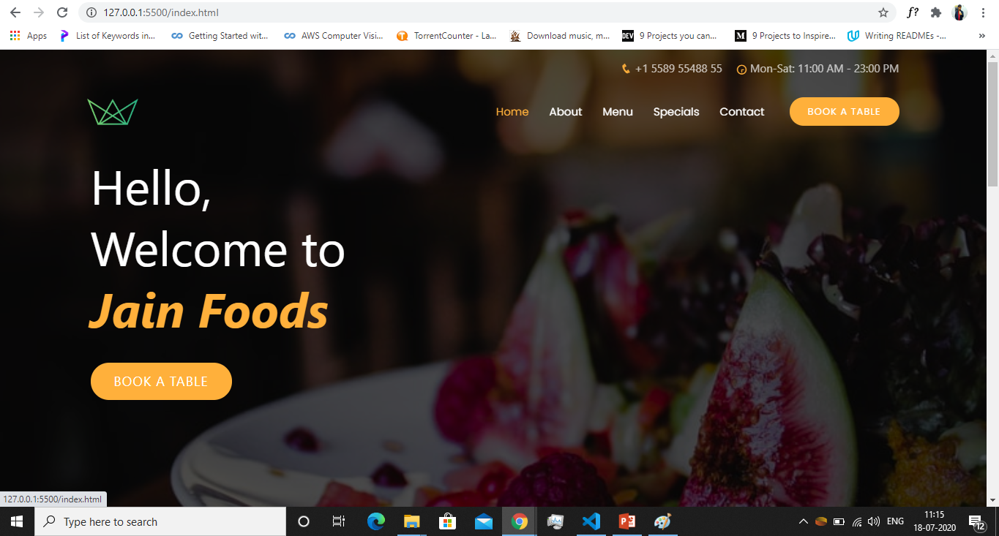 127.0.0.1:5500/index.html
f?
Apps
List of Keywords in...
Getting Started wit...
AWS Computer Visi...
TorrentCounter - La...
Download music, m...
DEV
9 Projects you can...
M
9 Projects to Inspire...
Writing READMEs -...
»
+1 5589 55488 55
Mon-Sat: 11:00 AM - 23:00 PM
Home
About
Menu
Specials
Contact
BOOK A TABLE
Hello,
Welcome to
Jain Foods
BOOK A TABLE
127.0.0.1:5500/index.html
Type here to search
ENG
11:15
18-07-2020
12